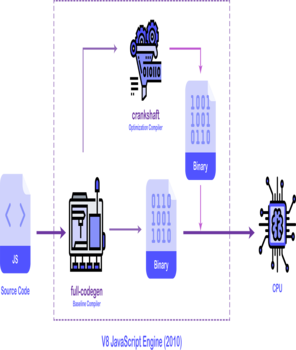 1001
1001
0110
Binary
crankshaft
Optimization Compiler
0110
1001
1010
Binary
JS
Source Code
full-codegen
Baseline Compiler
CPU
V8 JavaScript Engine (2010)